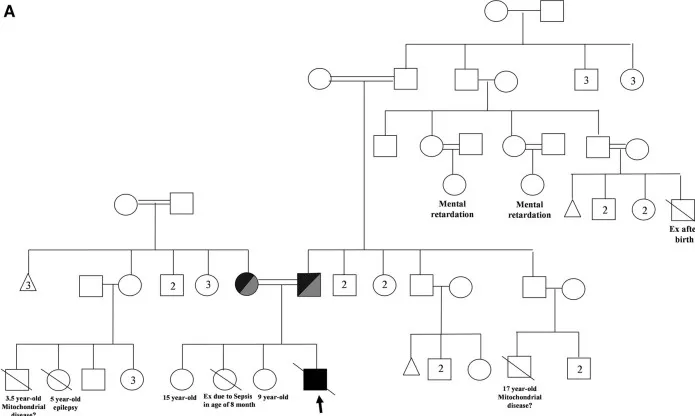 A
3
3
Mental
retardation
Mental
retardation
2
2
Ex afte
birth
3
2
3
2
2
3
2
2
3.5 year-old
Mitochondrial
disease?
5 year-old
epilepsy
15 year-old
Ex due to Sepsis
in age of 8 month
9 year-old
17 year-old
Mitochondrial
disease?